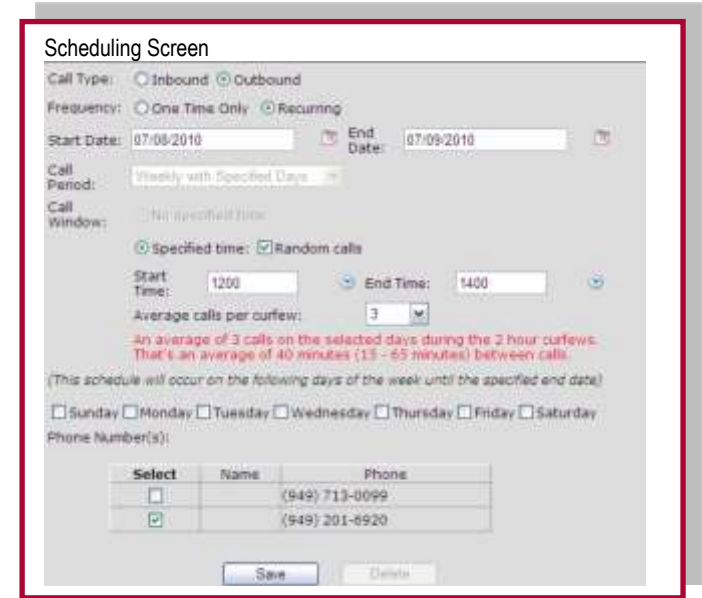 Scheduling Screen
Call Type: Inbound Outbound
Frequency: One Time Only Recurring
Start Date: 07/08/2010 End Date: 07/09/2010
Call Period: Weekly with Specified Days
Call Window: No specified time
Specified time: Random calls
Start Time: 1200 End Time: 1400
Average calls per curfew: 3
An average of 3 calls on the selected days during the 2 hour curfews.
That's an average of 40 minutes (15 - 65 minutes) between calls.
(This schedule will occur on the following days of the week until the specified end date)
Sunday Monday Tuesday Wednesday Thursday Friday Saturday
Phone Number(s):
Select Name Phone
(949) 713-0099
(949) 201-6920
Save Delete